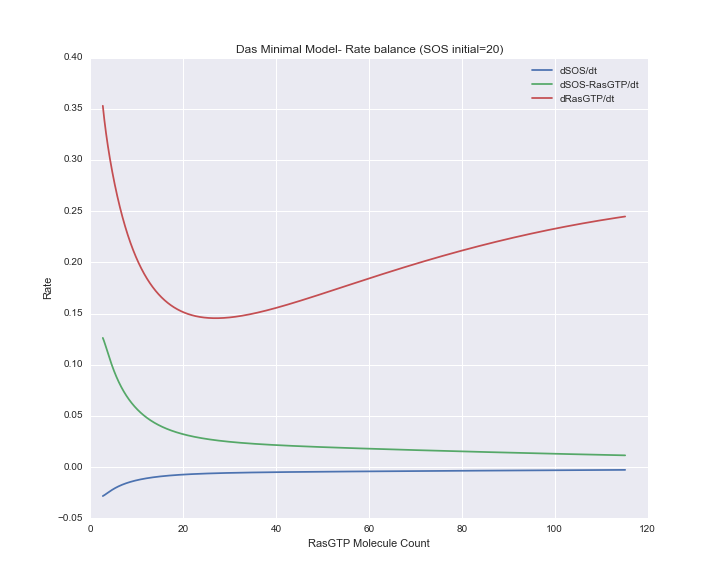 Das Minimal Model- Rate balance (SOS initial=20)
0.40
0.35
0.30
0.25
0.20
0.15
0.10
0.05
0.00
−0.05
Rate
dSOS/dt
dSOS-RasGTP/dt
dRasGTP/dt
0 20 40 60 80 100 120
RasGTP Molecule Count